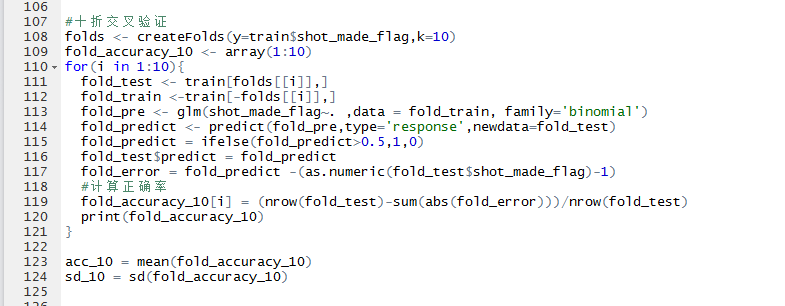 106
107 #十折交叉验证
108 folds <- createFolds(y=train$shot_made_flag,k=10)
109 fold_accuracy_10 <- array(1:10)
110 for(i in 1:10){
111   fold_test <- train[folds[[i]],]
112   fold_train <-train[-folds[[i]],]
113   fold_pre <- glm(shot_made_flag~. ,data = fold_train, family='binomial')
114   fold_predict <- predict(fold_pre,type='response',newdata=fold_test)
115   fold_predict = ifelse(fold_predict>0.5,1,0)
116   fold_test$predict = fold_predict
117   fold_error = fold_predict -(as.numeric(fold_test$shot_made_flag)-1)
118   #计算正确率
119   fold_accuracy_10[i] = (nrow(fold_test)-sum(abs(fold_error)))/nrow(fold_test)
120   print(fold_accuracy_10)
121 }
122
123 acc_10 = mean(fold_accuracy_10)
124 sd_10 = sd(fold_accuracy_10)
125